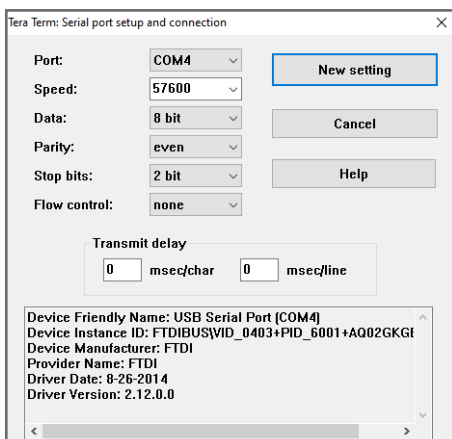 Tera Term: Serial port setup and connection
Port: COM4 New setting
Speed: 57600
Data: 8 bit Cancel
Parity: even
Stop bits: 2 bit Help
Flow control: none
Transmit delay
0 msec/char 0 msec/line
Device Friendly Name: USB Serial Port (COM4)
Device Instance ID: FTDIBUS\VID_0403+PID_6001+AQ02GKGE
Device Manufacturer: FTDI
Provider Name: FTDI
Driver Date: 8-26-2014
Driver Version: 2.12.0.0